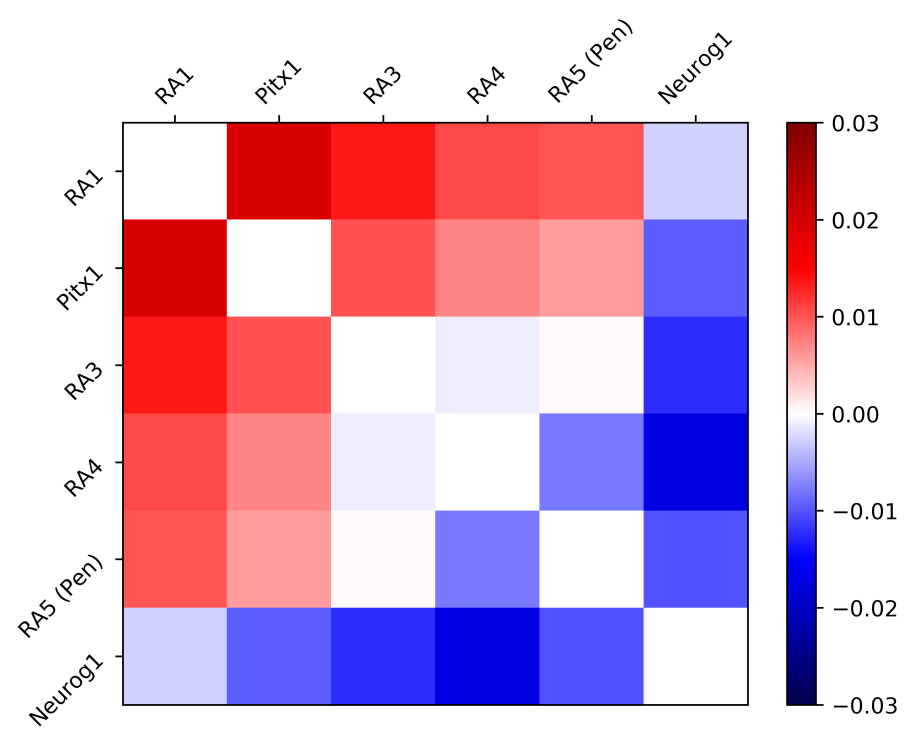 RA1
Pitx1
RA3
RA4
RA5 (Pen)
Neurog1
RA1
Pitx1
RA3
RA4
RA5 (Pen)
Neurog1
0.03
0.02
0.01
0.00
−0.01
−0.02
−0.03